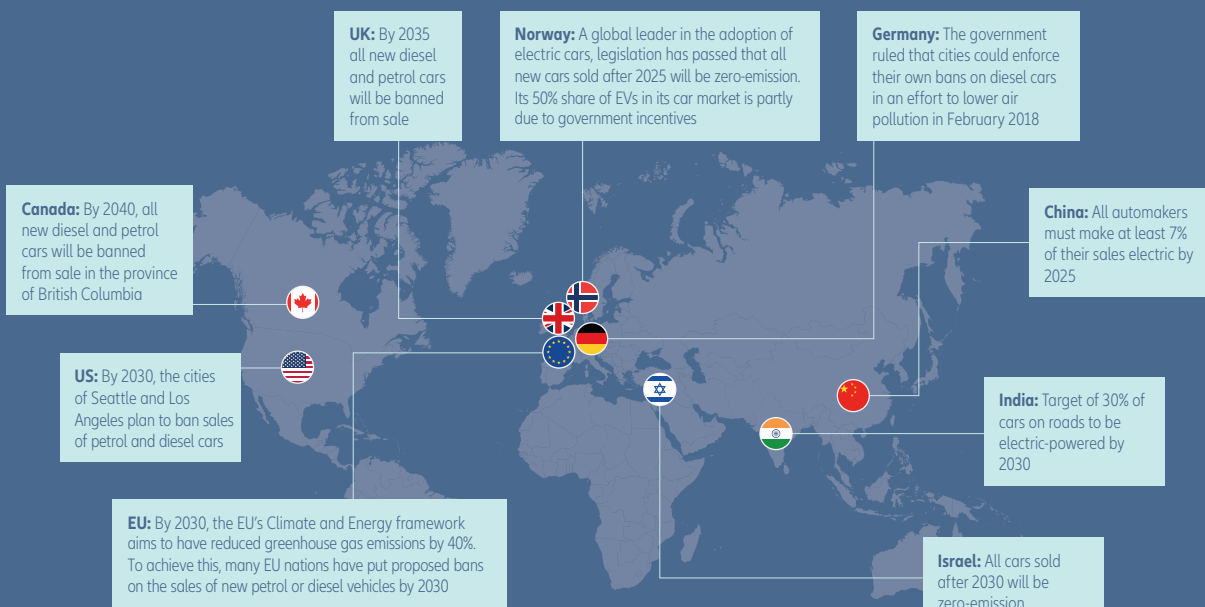 UK: By 2035
all new diesel
and petrol cars
will be banned
from sale
Norway: A global leader in the adoption of
electric cars, legislation has passed that all
new cars sold after 2025 will be zero-emission.
Its 50% share of EVs in its car market is partly
due to government incentives
Germany: The government
ruled that cities could enforce
their own bans on diesel cars
in an effort to lower air
pollution in February 2018
Canada: By 2040, all
new diesel and petrol
cars will be banned
from sale in the province
of British Columbia
China: All automakers
must make at least 7%
of their sales electric by
2025
US: By 2030, the cities
of Seattle and Los
Angeles plan to ban sales
of petrol and diesel cars
India: Target of 30% of
cars on roads to be
electric-powered by
2030
EU: By 2030, the EU's Climate and Energy framework
aims to have reduced greenhouse gas emissions by 40%.
To achieve this, many EU nations have put proposed bans
on the sales of new petrol or diesel vehicles by 2030
Israel: All cars sold
after 2030 will be
zero-emission